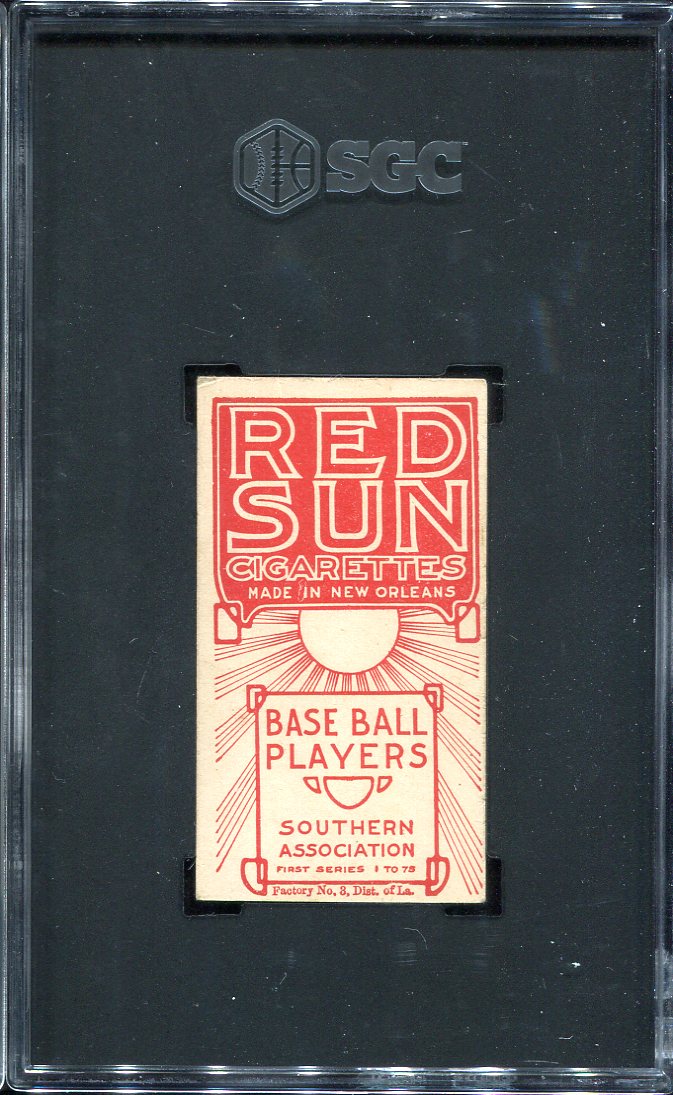 SGC
RED
SUN
CIGARETTES
MADE IN NEW ORLEANS
BASE BALL
PLAYERS
SOUTHERN
ASSOCIATION
FIRST SERIES 1 TO 75
Factory No. 3, Dist. of La.